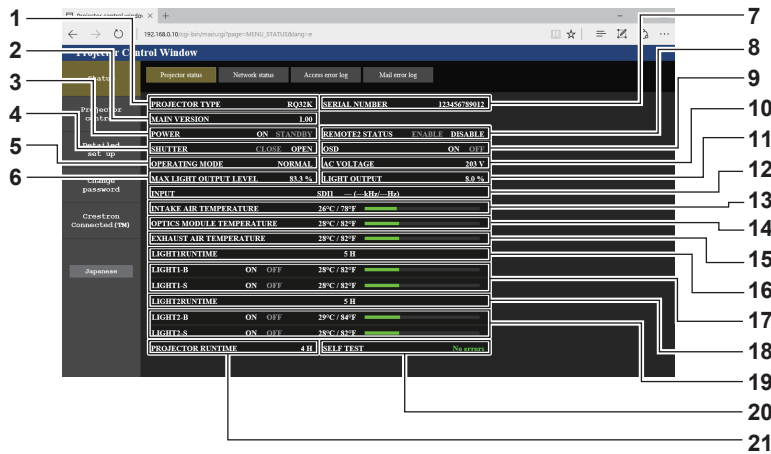 Projector control window × +
192.168.0.10/cgi-bin/main.cgi?page=MENU_STATUS&lang=e
Projector Control Window
Status
Projector control
Detailed set up
Change password
Crestron Connected(TM)
Japanese
Projector status Network status Access error log Mail error log
PROJECTOR TYPE RQ32K SERIAL NUMBER 123456789012
MAIN VERSION 1.00
POWER ON STANDBY REMOTE2 STATUS ENABLE DISABLE
SHUTTER CLOSE OPEN OSD ON OFF
OPERATING MODE NORMAL AC VOLTAGE 203 V
MAX LIGHT OUTPUT LEVEL 83.3 % LIGHT OUTPUT 8.0 %
INPUT SDI1 --- (---kHz/---Hz)
INTAKE AIR TEMPERATURE 26°C / 78°F
OPTICS MODULE TEMPERATURE 28°C / 82°F
EXHAUST AIR TEMPERATURE 28°C / 82°F
LIGHT1RUNTIME 5 H
LIGHT1-B ON OFF 28°C / 82°F
LIGHT1-S ON OFF 28°C / 82°F
LIGHT2RUNTIME 5 H
LIGHT2-B ON OFF 29°C / 84°F
LIGHT2-S ON OFF 28°C / 82°F
PROJECTOR RUNTIME 4 H SELF TEST No errors
1
2
3
4
5
6
7
8
9
10
11
12
13
14
15
16
17
18
19
20
21